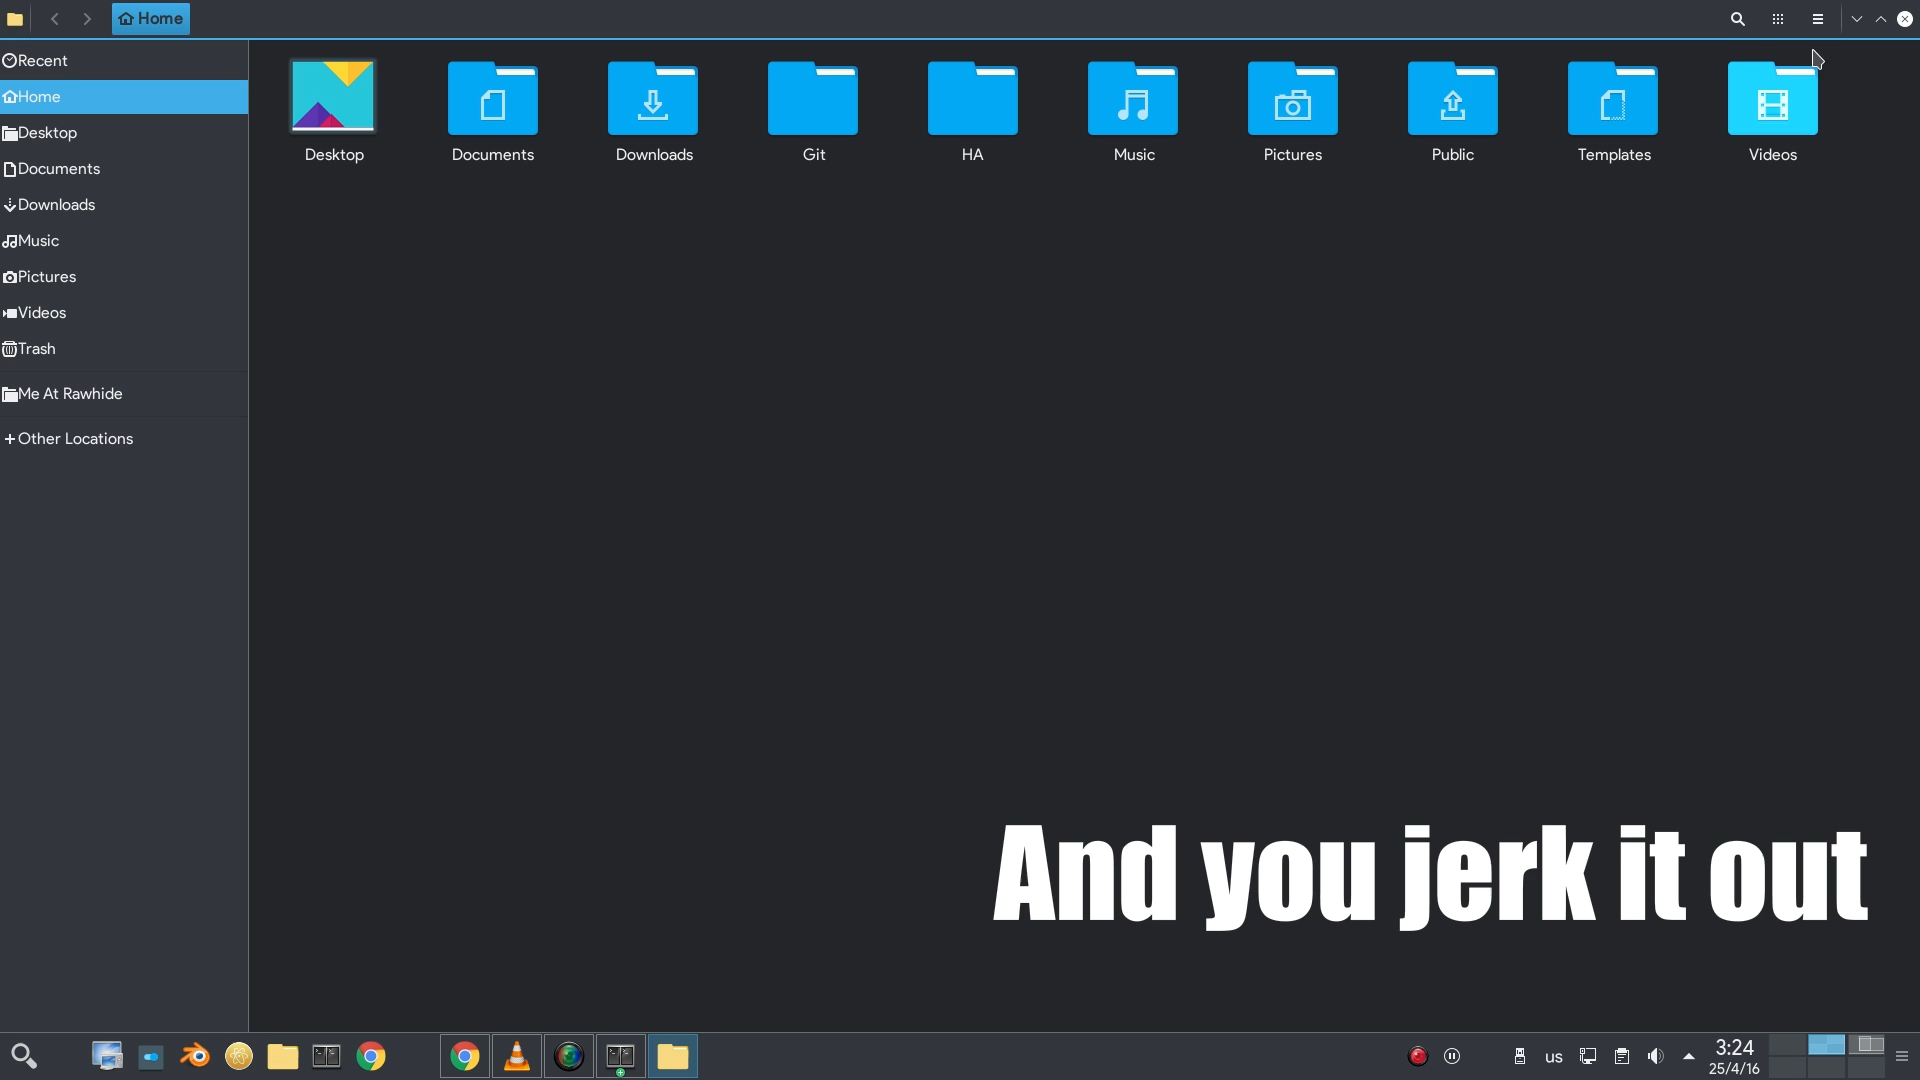 Home
Recent
Home
Desktop
Documents
Downloads
Music
Pictures
Videos
Trash
Me At Rawhide
Other Locations
Desktop
Documents
Downloads
Git
HA
Music
Pictures
Public
Templates
Videos
And you jerk it out
us
3:24
25/4/16